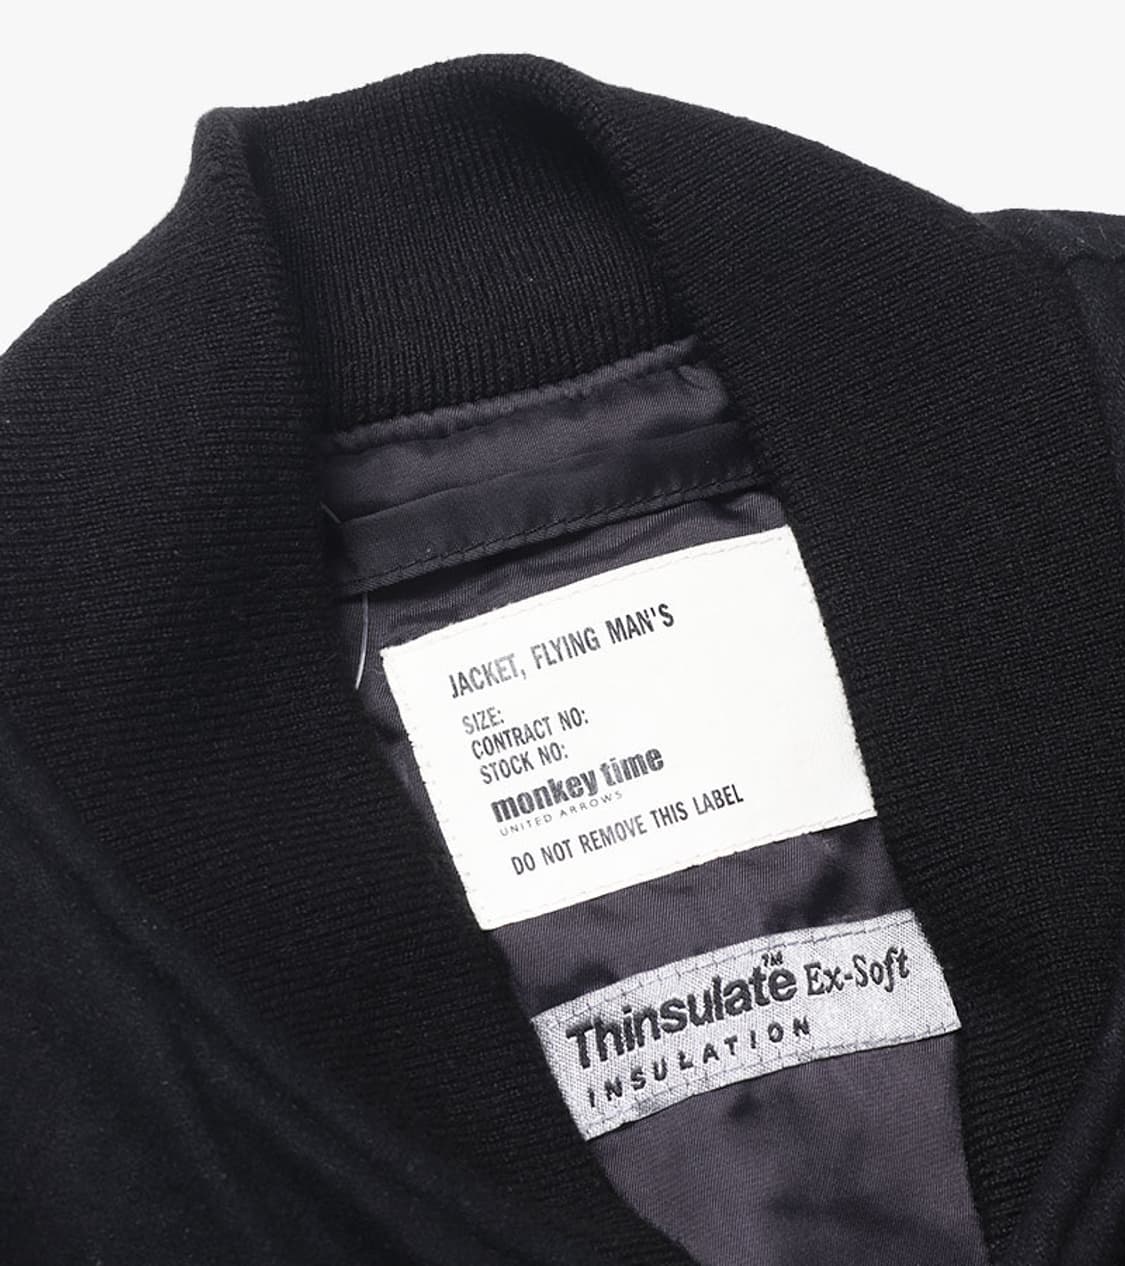 JACKET, FLYING MAN'S
SIZE:
CONTRACT NO:
STOCK NO:
monkey time
UNITED ARROWS
DO NOT REMOVE THIS LABEL
Thinsulate™ Ex-Soft
INSULATION